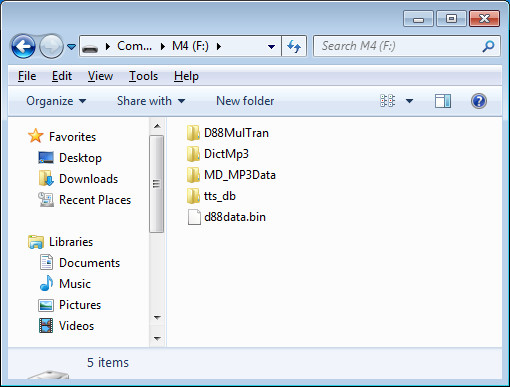 Com... M4 (F:) Search M4 (F:)
File Edit View Tools Help
Organize Share with New folder
Favorites
Desktop
Downloads
Recent Places
Libraries
Documents
Music
Pictures
Videos
D88MulTran
DictMp3
MD_MP3Data
tts_db
d88data.bin
5 items